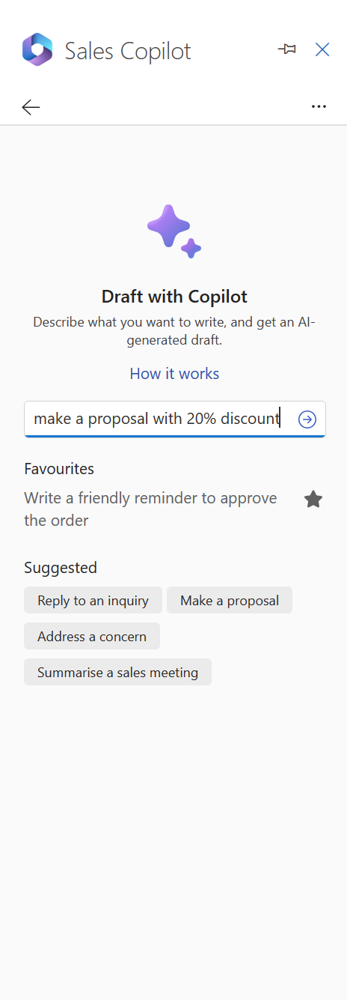 Sales Copilot
...
Draft with Copilot
Describe what you want to write, and get an AI-
generated draft.
How it works
make a proposal with 20% discount
Favourites
Write a friendly reminder to approve
the order
Suggested
Reply to an inquiry
Make a proposal
Address a concern
Summarise a sales meeting